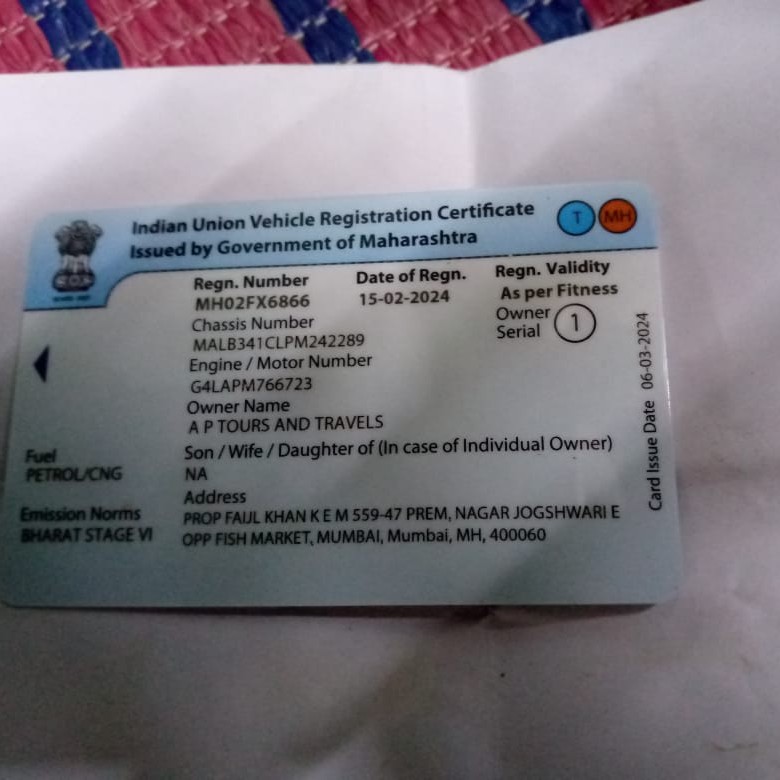 Indian Union Vehicle Registration Certificate
Issued by Government of Maharashtra
T MH
Regn. Number Date of Regn. Regn. Validity
MH02FX6866 15-02-2024 As per Fitness
Chassis Number Owner
MALB341CLPM242289 Serial 1
Engine / Motor Number
G4LAPM766723
Owner Name
A P TOURS AND TRAVELS
Fuel Son / Wife / Daughter of (In case of Individual Owner)
PETROL/CNG NA
Address
Emission Norms PROP FAIJL KHAN K E M 559-47 PREM, NAGAR JOGSHWARI E
BHARAT STAGE VI OPP FISH MARKET, MUMBAI, Mumbai, MH, 400060
Card Issue Date 06-03-2024